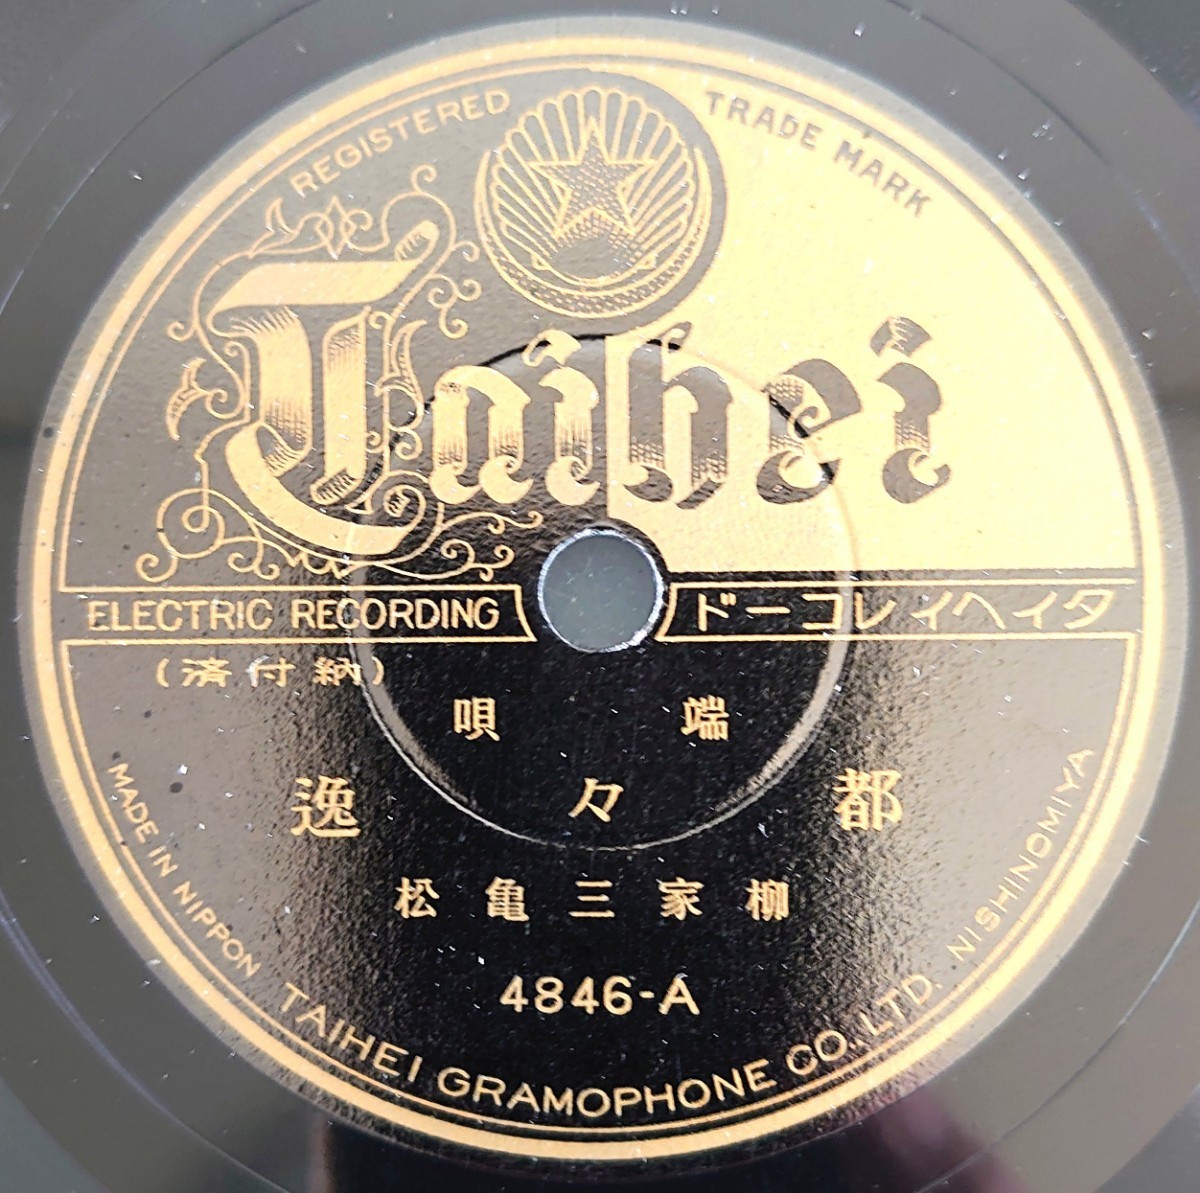 REGISTERED TRADE MARK
Taihei
ELECTRIC RECORDING
タイヘイレコード
(納付済)
端唄
都々逸
柳家三亀松
4846-A
MADE IN NIPPON TAIHEI GRAMOPHONE CO., LTD. NISHINOMIYA